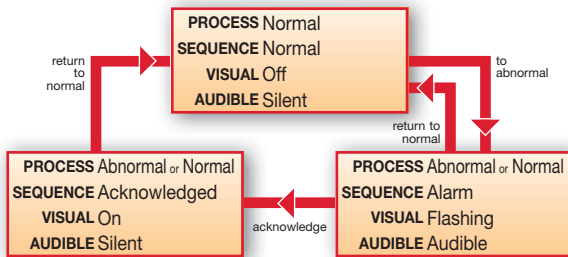 PROCESS Normal
SEQUENCE Normal
VISUAL Off
AUDIBLE Silent
return
to
normal
to
abnormal
return to
normal
PROCESS Abnormal or Normal
SEQUENCE Acknowledged
VISUAL On
AUDIBLE Silent
acknowledge
PROCESS Abnormal or Normal
SEQUENCE Alarm
VISUAL Flashing
AUDIBLE Audible